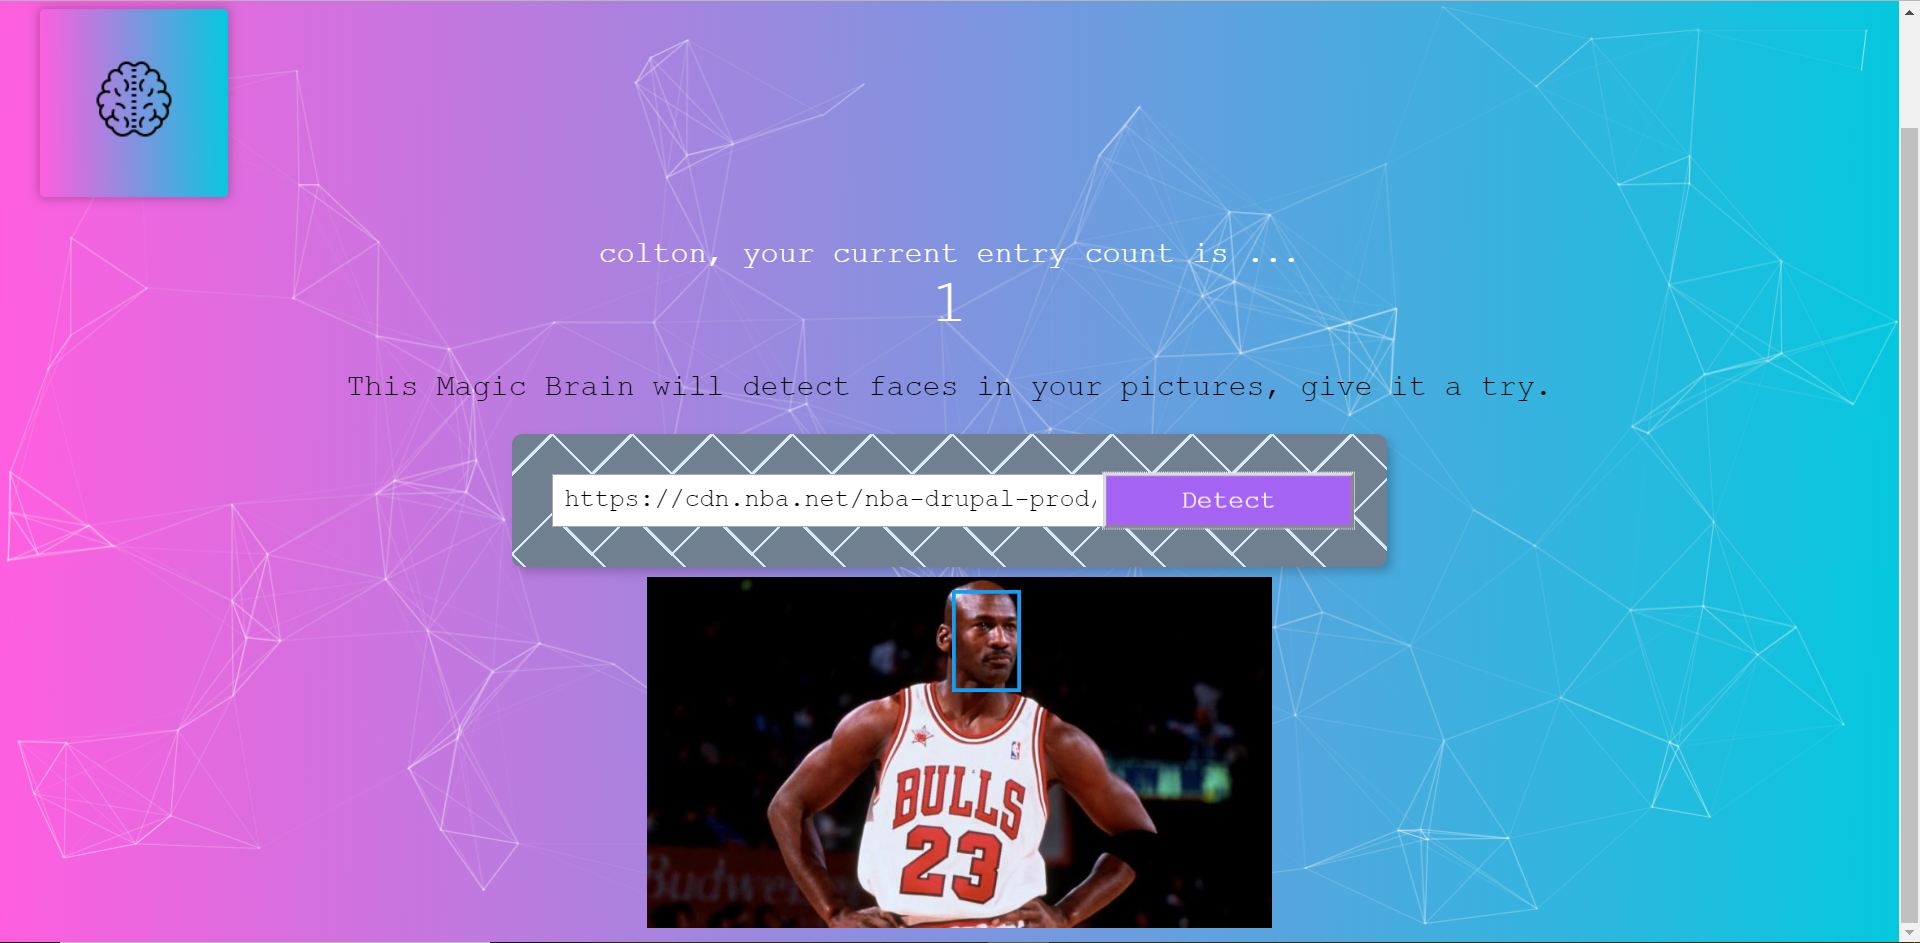 colton, your current entry count is ...
1
This Magic Brain will detect faces in your pictures, give it a try.
https://cdn.nba.net/nba-drupal-prod/
Detect
BULLS
23
Budweiser